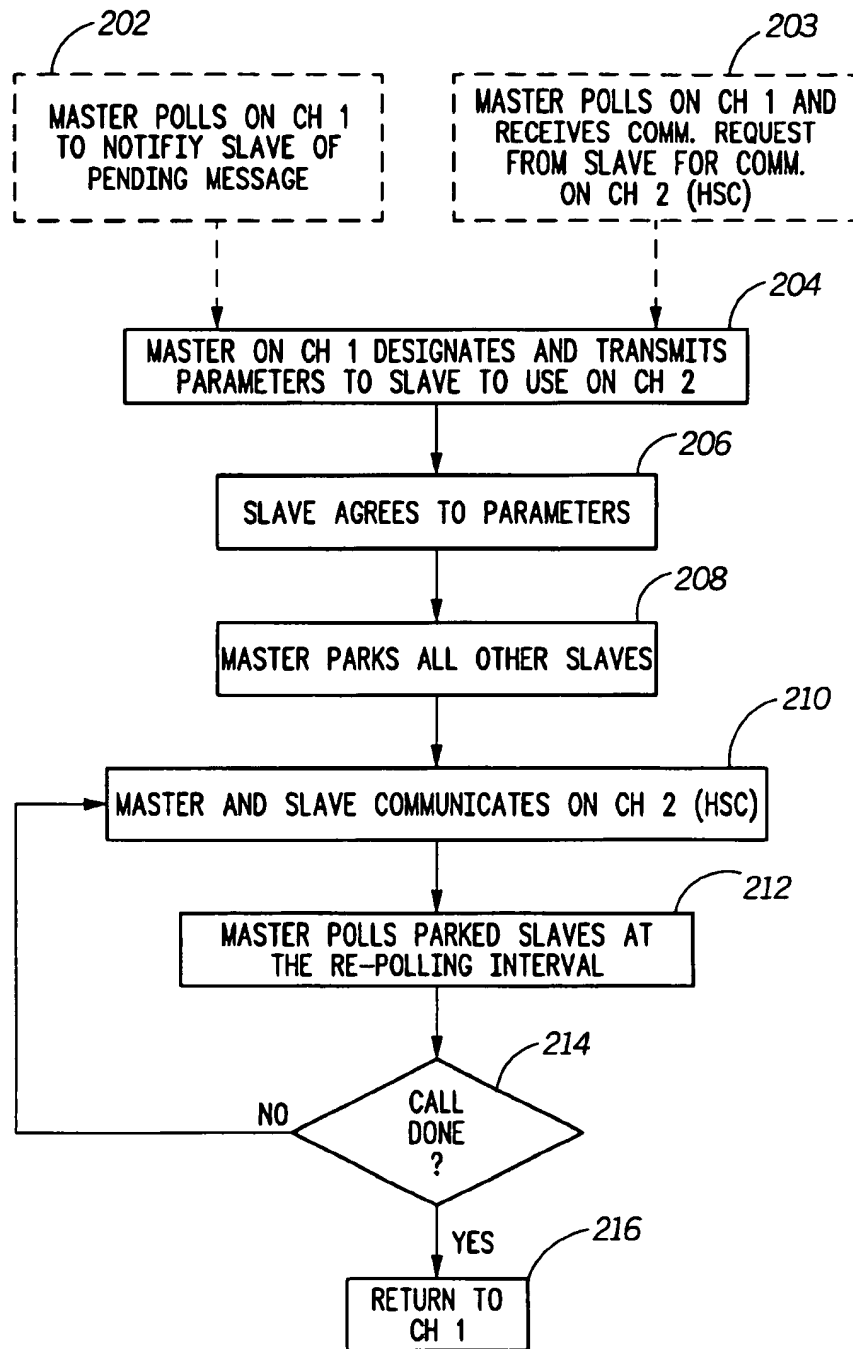 202
203
MASTER POLLS ON CH 1
TO NOTIFIY SLAVE OF
PENDING MESSAGE
MASTER POLLS ON CH 1 AND
RECEIVES COMM. REQUEST
FROM SLAVE FOR COMM.
ON CH 2 (HSC)
204
MASTER ON CH 1 DESIGNATES AND TRANSMITS
PARAMETERS TO SLAVE TO USE ON CH 2
206
SLAVE AGREES TO PARAMETERS
208
MASTER PARKS ALL OTHER SLAVES
210
MASTER AND SLAVE COMMUNICATES ON CH 2 (HSC)
212
MASTER POLLS PARKED SLAVES AT
THE RE-POLLING INTERVAL
214
CALL
DONE
?
NO
YES
216
RETURN TO
CH 1